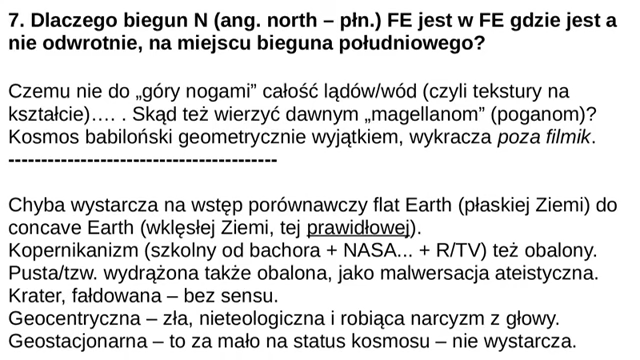 7. Dlaczego biegun N (ang. north – płn.) FE jest w FE gdzie jest a
nie odwrotnie, na miejscu bieguna południowego?
Czemu nie do „góry nogami” całość lądów/wód (czyli tekstury na
kształcie)…. . Skąd też wierzyć dawnym „magellanom” (poganom)?
Kosmos babiloński geometrycznie wyjątkiem, wykracza poza filmik.
------------------------------------------
Chyba wystarcza na wstęp porównawczy flat Earth (płaskiej Ziemi) do
concave Earth (wklęsłej Ziemi, tej prawidłowej).
Kopernikanizm (szkolny od bachora + NASA... + R/TV) też obalony.
Pusta/tzw. wydrążona także obalona, jako malwersacja ateistyczna.
Krater, fałdowana – bez sensu.
Geocentryczna – zła, nieteologiczna i robiąca narcyzm z głowy.
Geostacjonarna – to za mało na status kosmosu – nie wystarcza.